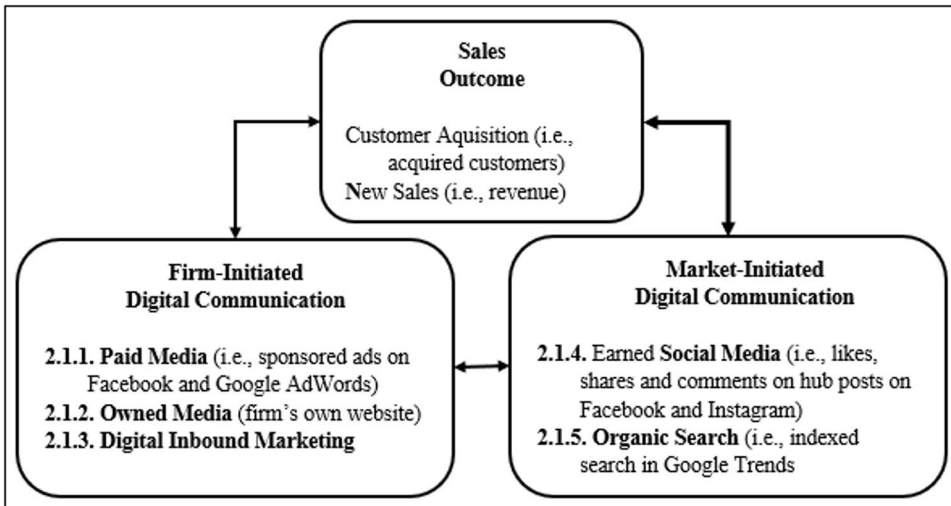 Sales
Outcome
Customer Aquisition (i.e.,
acquired customers)
New Sales (i.e., revenue)
Firm-Initiated
Digital Communication
2.1.1. Paid Media (i.e., sponsored ads on
Facebook and Google AdWords)
2.1.2. Owned Media (firm's own website)
2.1.3. Digital Inbound Marketing
Market-Initiated
Digital Communication
2.1.4. Earned Social Media (i.e., likes,
shares and comments on hub posts on
Facebook and Instagram)
2.1.5. Organic Search (i.e., indexed
search in Google Trends